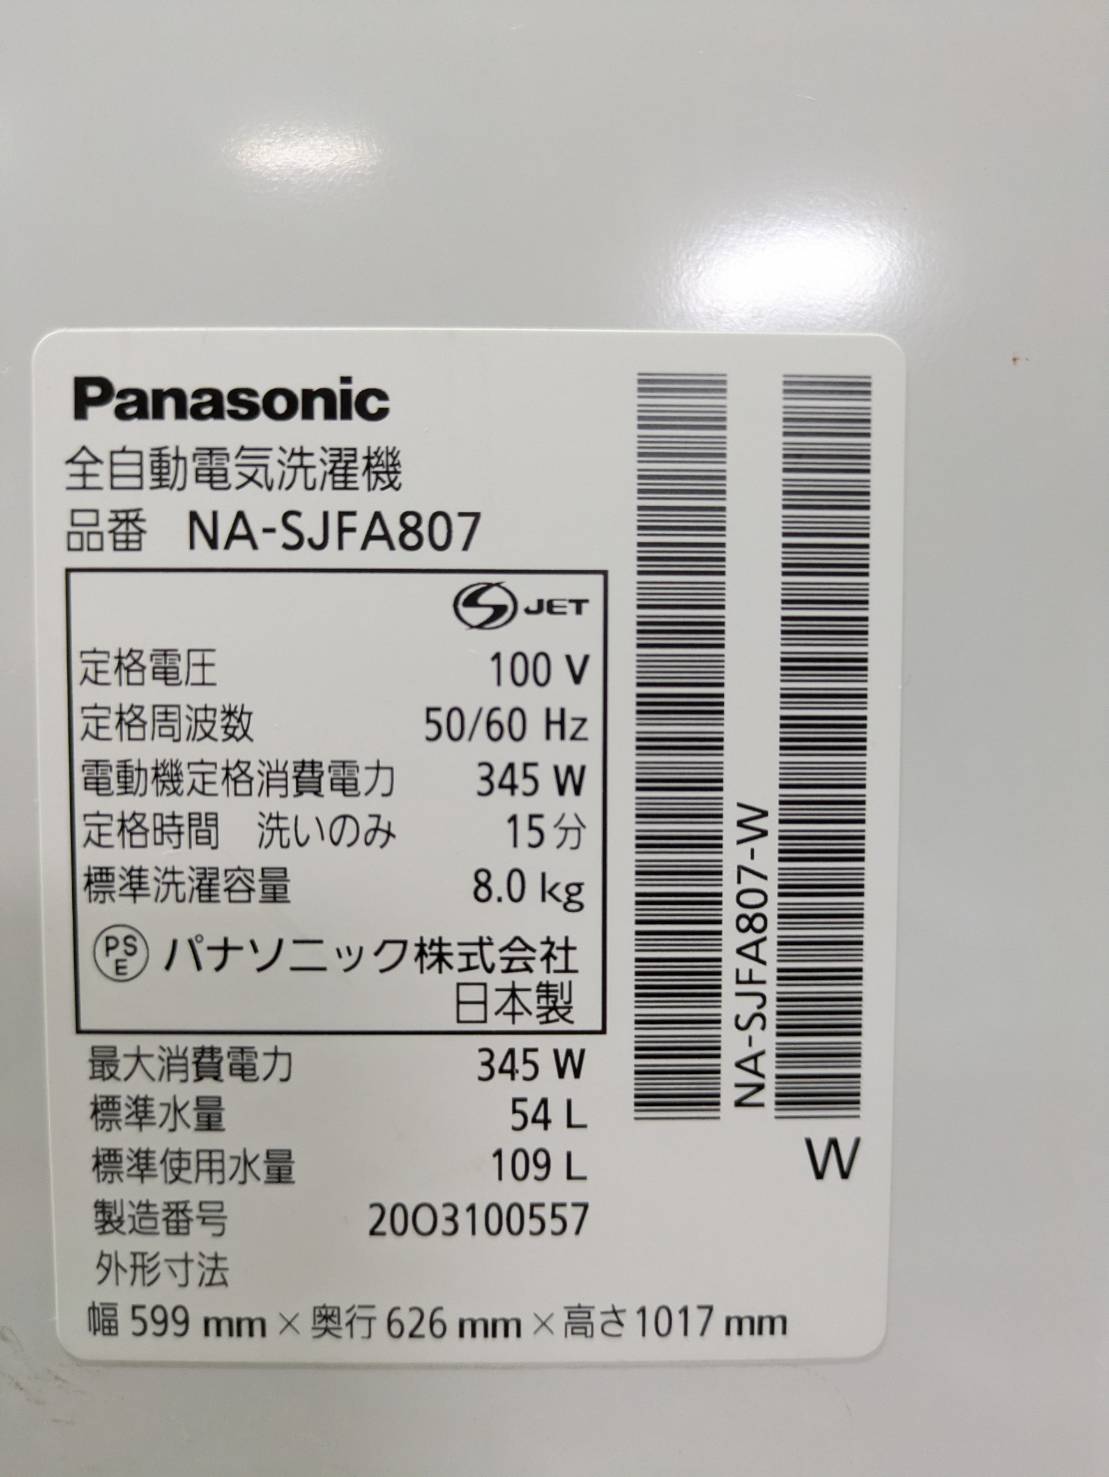 Panasonic
全自動電気洗濯機
品番 NA-SJFA807
S JET
定格電圧 100 V
定格周波数 50/60 Hz
電動機定格消費電力 345 W
定格時間 洗いのみ 15分
標準洗濯容量 8.0 kg
PSE パナソニック株式会社
日本製
最大消費電力 345 W
標準水量 54 L
標準使用水量 109 L
製造番号 20O3100557
外形寸法
幅 599 mm×奥行 626 mm×高さ1017 mm
NA-SJFA807-W
W